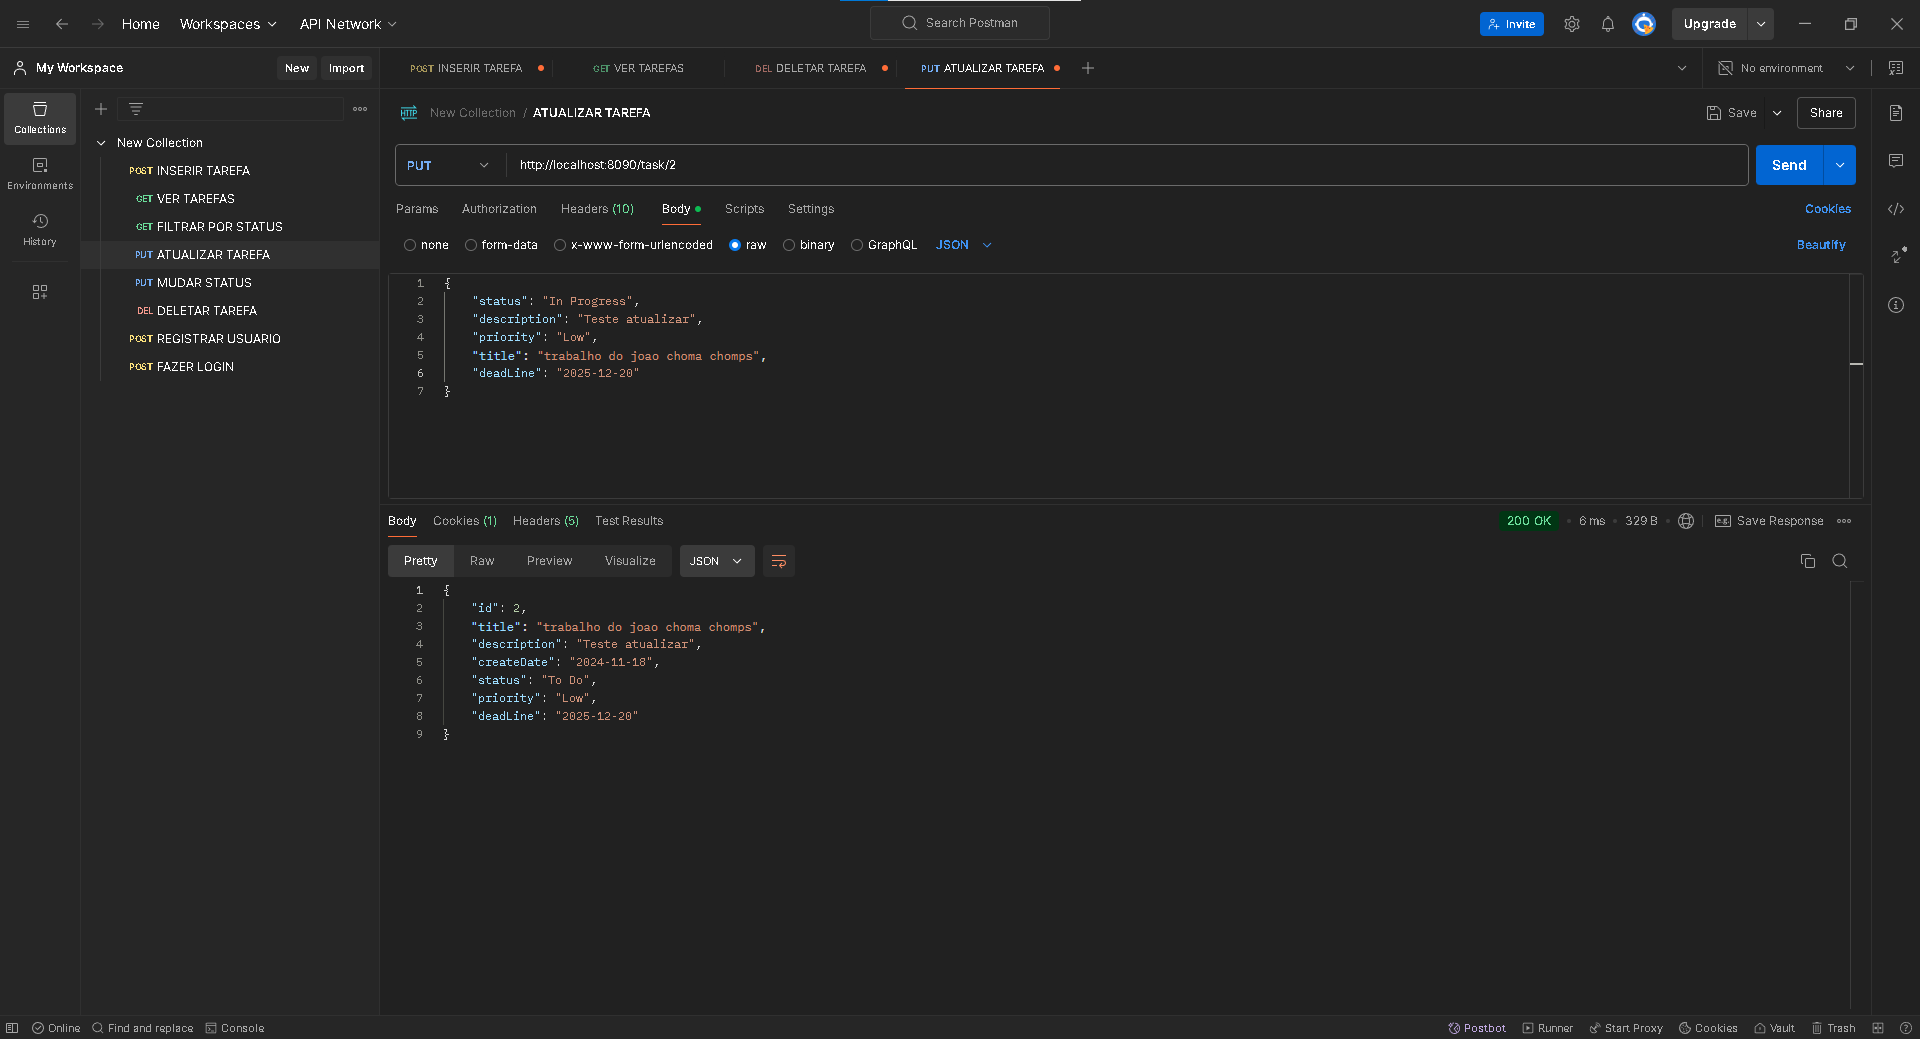 Home Workspaces API Network Search Postman Invite Upgrade
My Workspace New Import POST INSERIR TAREFA GET VER TAREFAS DEL DELETAR TAREFA PUT ATUALIZAR TAREFA No environment
Collections
Environments
History
New Collection
POST INSERIR TAREFA
GET VER TAREFAS
GET FILTRAR POR STATUS
PUT ATUALIZAR TAREFA
PUT MUDAR STATUS
DEL DELETAR TAREFA
POST REGISTRAR USUARIO
POST FAZER LOGIN
HTTP New Collection / ATUALIZAR TAREFA Save Share
PUT http://localhost:8090/task/2 Send
Params Authorization Headers (10) Body Scripts Settings Cookies
none form-data x-www-form-urlencoded raw binary GraphQL JSON Beautify
1 {
2 "status": "In Progress",
3 "description": "Teste atualizar",
4 "priority": "Low",
5 "title": "trabalho do joao choma chomps",
6 "deadLine": "2025-12-20"
7 }
Body Cookies (1) Headers (5) Test Results 200 OK 6 ms 329 B e.g. Save Response
Pretty Raw Preview Visualize JSON
1 {
2 "id": 2,
3 "title": "trabalho do joao choma chomps",
4 "description": "Teste atualizar",
5 "createDate": "2024-11-18",
6 "status": "To Do",
7 "priority": "Low",
8 "deadLine": "2025-12-20"
9 }
Online Find and replace Console Postbot Runner Start Proxy Cookies Vault Trash